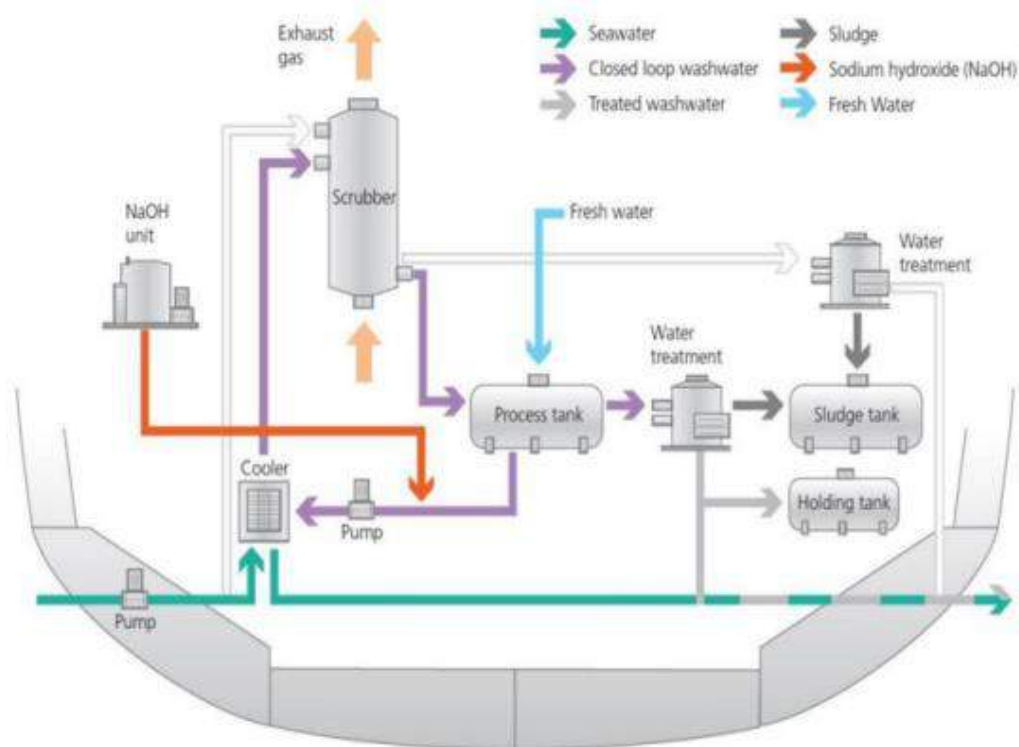 Exhaust
gas
Seawater
Closed loop washwater
Treated washwater
Sludge
Sodium hydroxide (NaOH)
Fresh Water
Scrubber
NaOH
unit
Fresh water
Water
treatment
Water
treatment
Process tank
Sludge tank
Cooler
Holding tank
Pump
Pump